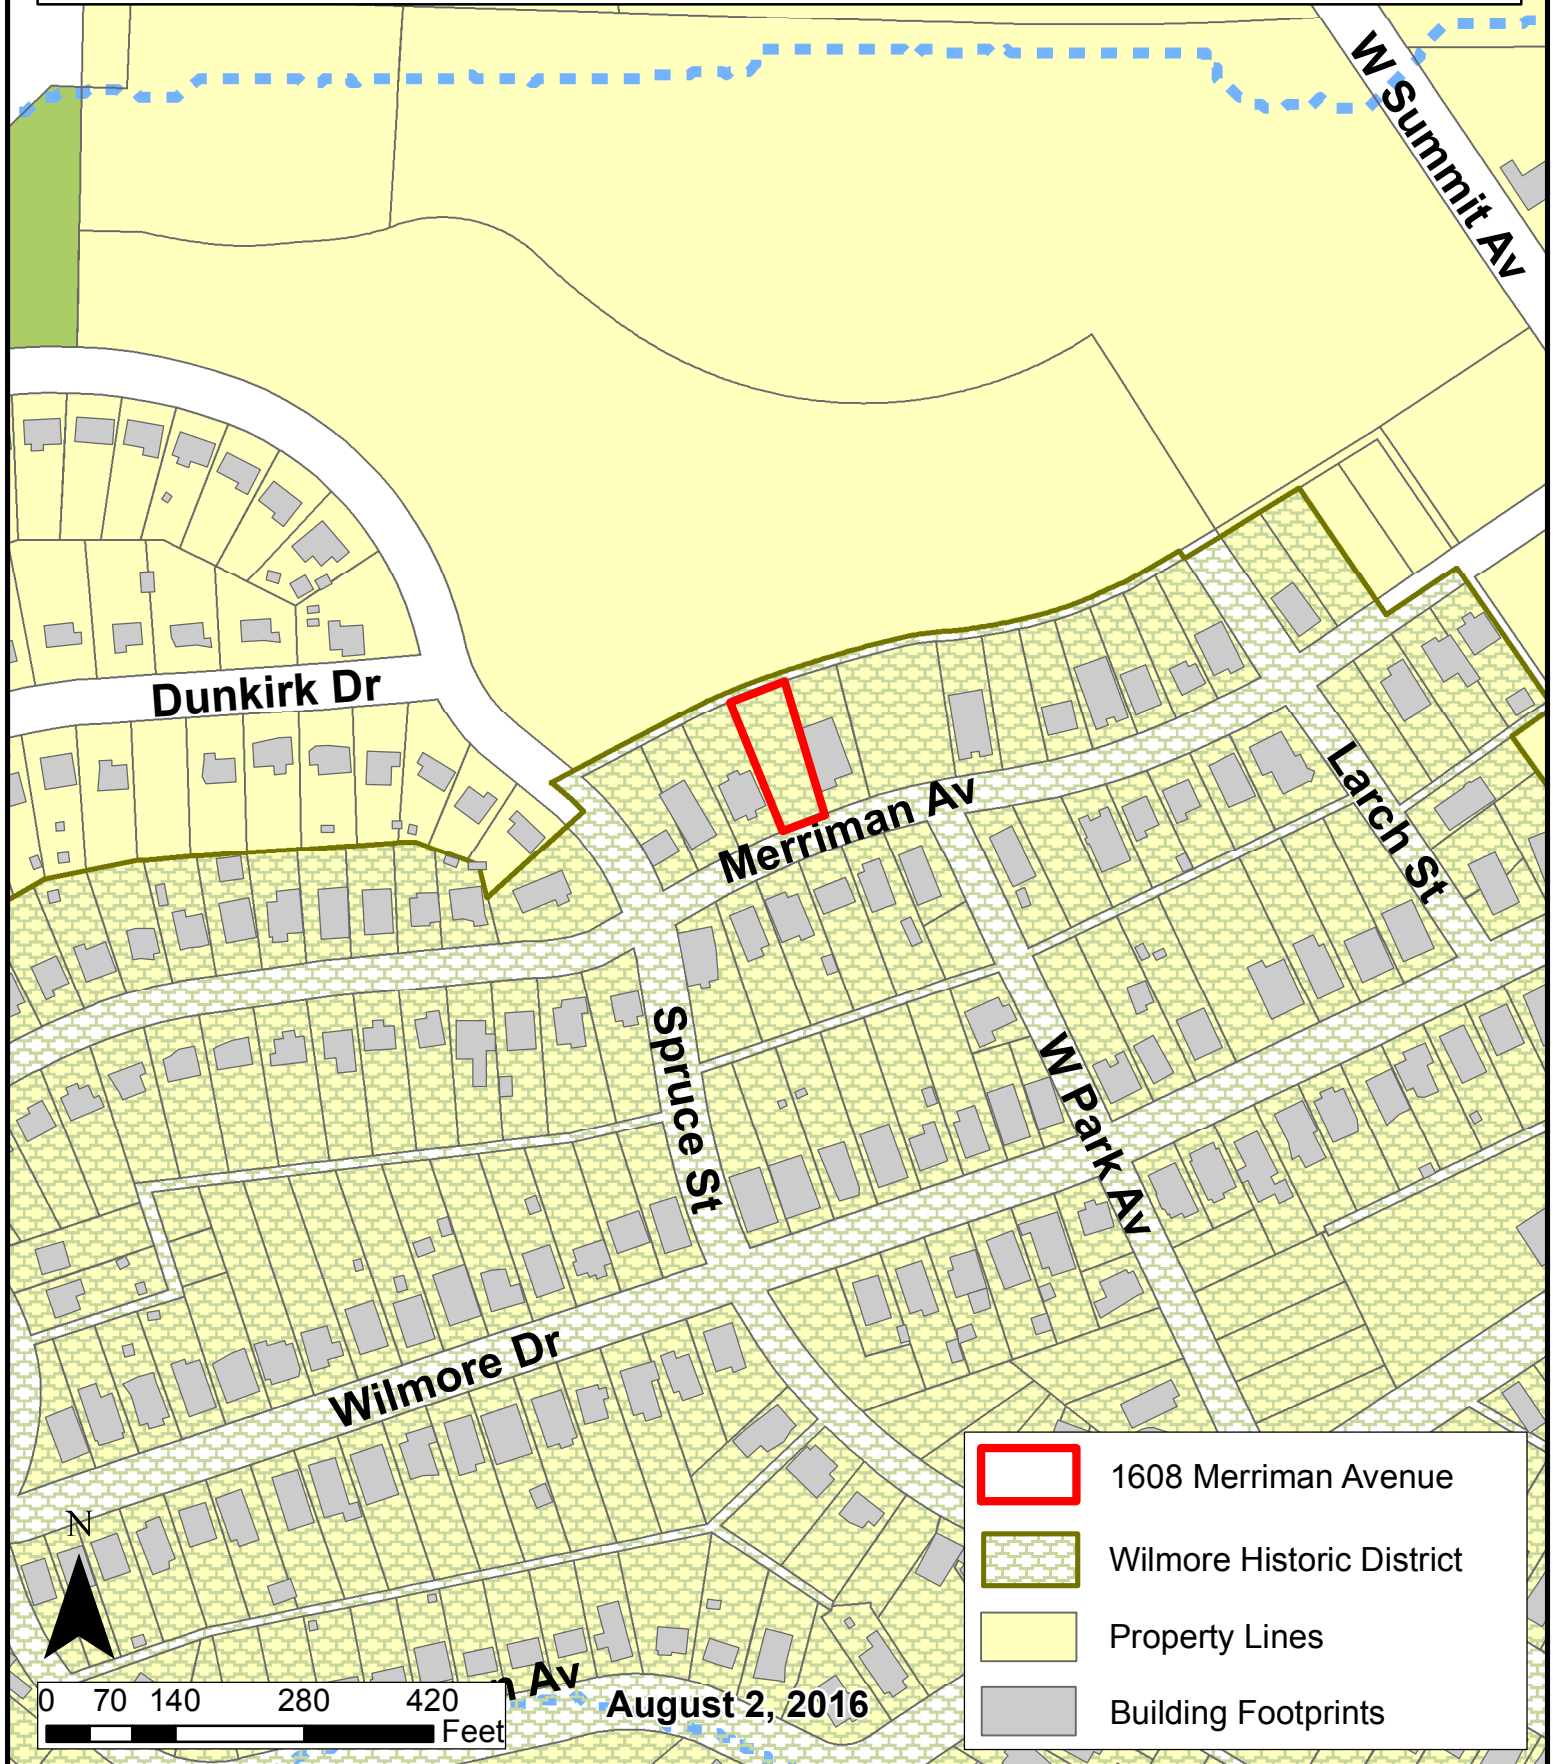 W Summit Av
Dunkirk Dr
Merriman Av
Larch St
Spruce St
W Park Av
Wilmore Dr
1608 Merriman Avenue
Wilmore Historic District
Property Lines
Building Footprints
N
0 70 140 280 420
Feet
Av
August 2, 2016